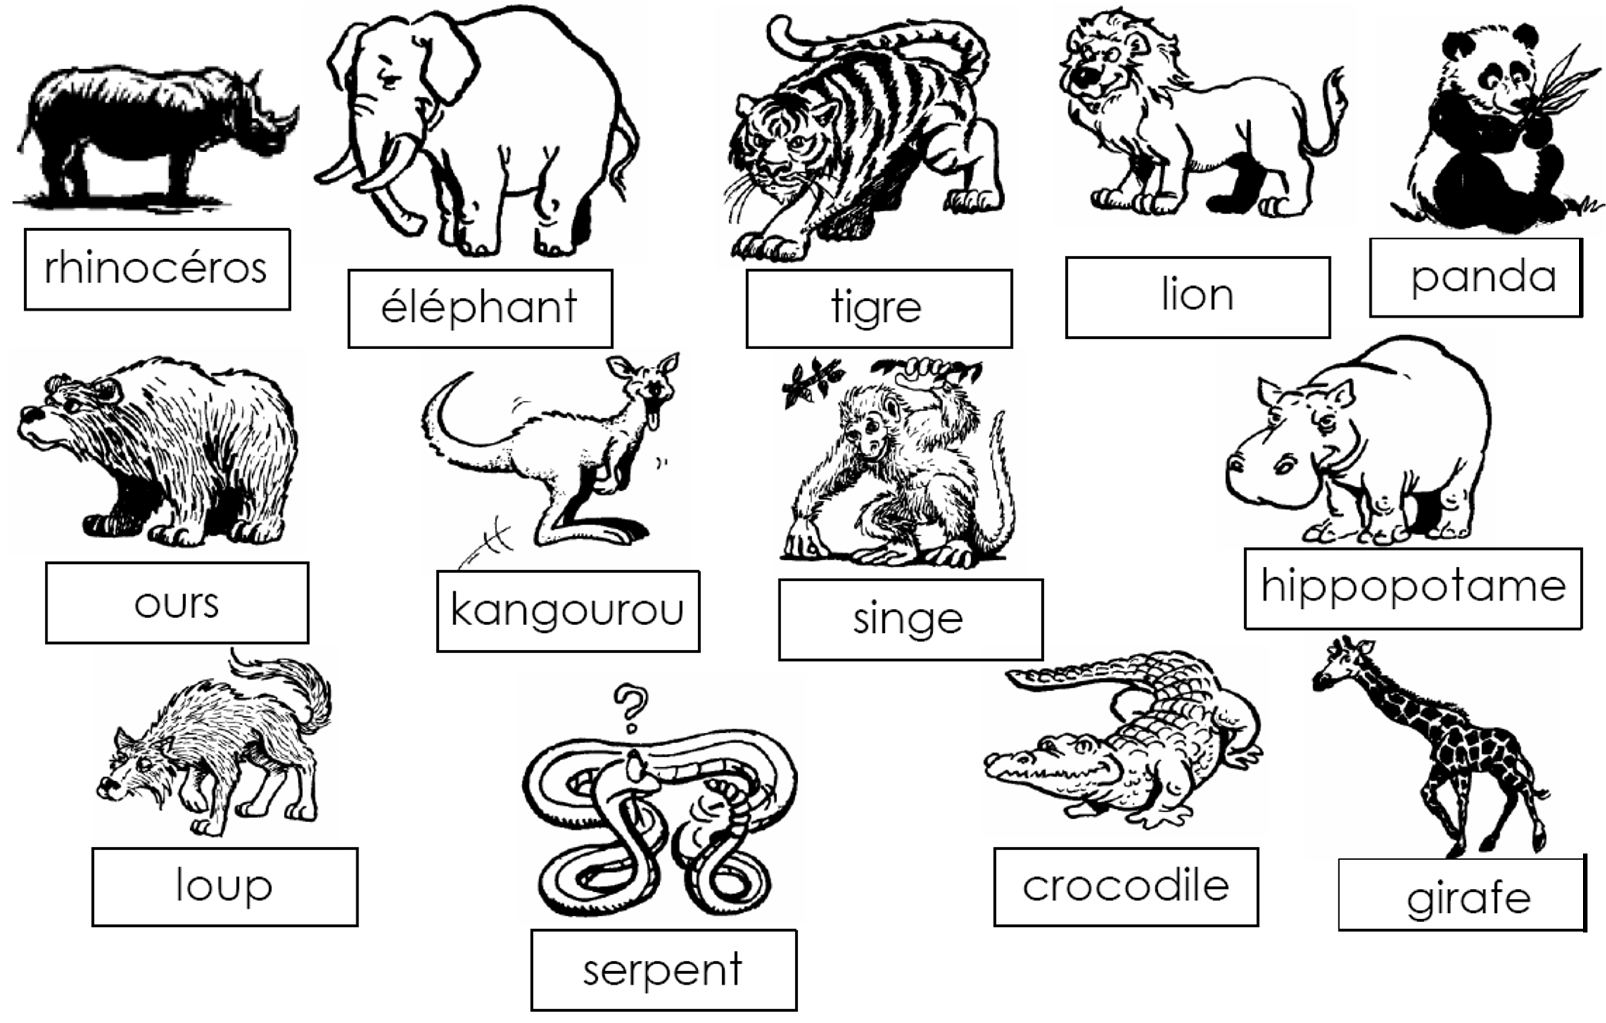 rhinocéros
éléphant
tigre
lion
panda
ours
kangourou
singe
hippopotame
loup
?
serpent
crocodile
girafe